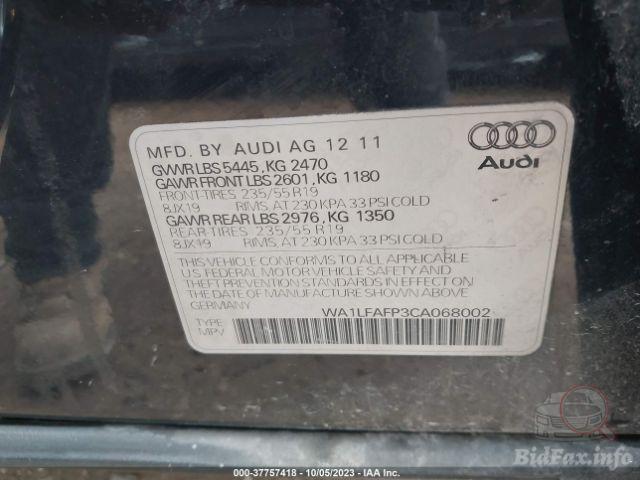 MFD. BY AUDI AG 12 11
GVWR LBS 5445, KG 2470
GAWR FRONT LBS 2601, KG 1180
FRONT-TIRES 235/55 R19
8JX19 RIMS, AT 230 KPA 33 PSI COLD
GAWR REAR LBS 2976, KG 1350
REAR-TIRES 235/55 R19
8JX19 RIMS, AT 230 KPA 33 PSI COLD
Audi
THIS VEHICLE CONFORMS TO ALL APPLICABLE
U.S. FEDERAL MOTOR VEHICLE SAFETY AND
THEFT PREVENTION STANDARDS IN EFFECT ON
THE DATE OF MANUFACTURE SHOWN ABOVE
GERMANY
WA1LFAFP3CA068002
TYPE
MPV
BidFax.info
000-37757418 - 10/05/2023 - IAA Inc.